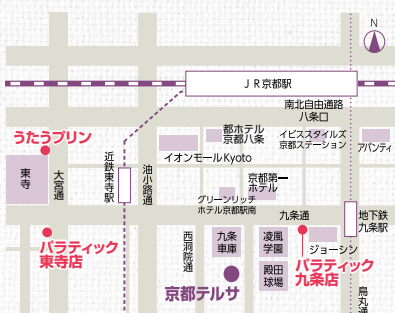 N
JR京都駅
南北自由通路
八条口
うたうプリン
都ホテル
京都八条
イビススタイルズ
京都ステーション
アパンティ
イオンモールKyoto
東寺
大宮通
近鉄東寺駅
油小路通
京都第一
ホテル
グリーンリッチ
ホテル京都駅南
九条通
地下鉄
九条駅
パラティック
東寺店
西洞院通
九条
車庫
凌風
学園
ジョーシン
パラティック
九条店
殿田
球場
京都テルサ
烏丸通